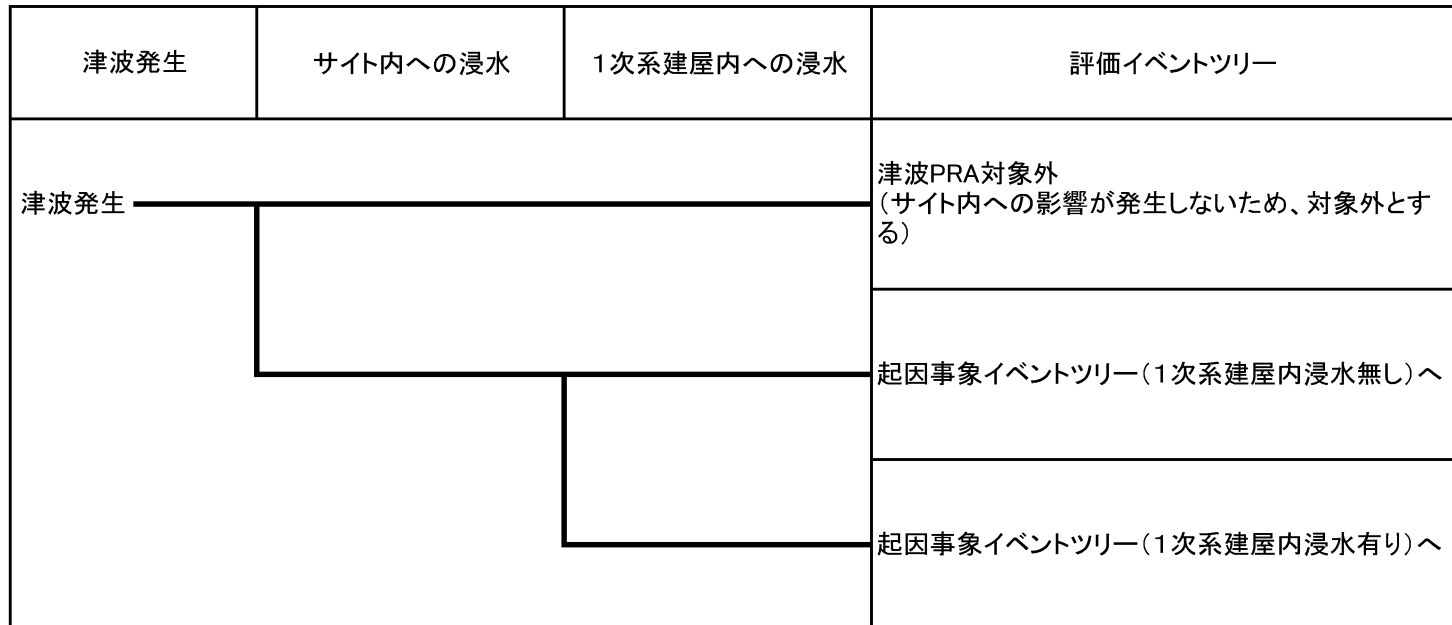 津波発生
サイト内への浸水
1次系建屋内への浸水
評価イベントツリー
津波発生
津波PRA対象外
（サイト内への影響が発生しないため、対象外とす
る）
起因事象イベントツリー（1次系建屋内浸水無し）へ
起因事象イベントツリー（1次系建屋内浸水有り）へ